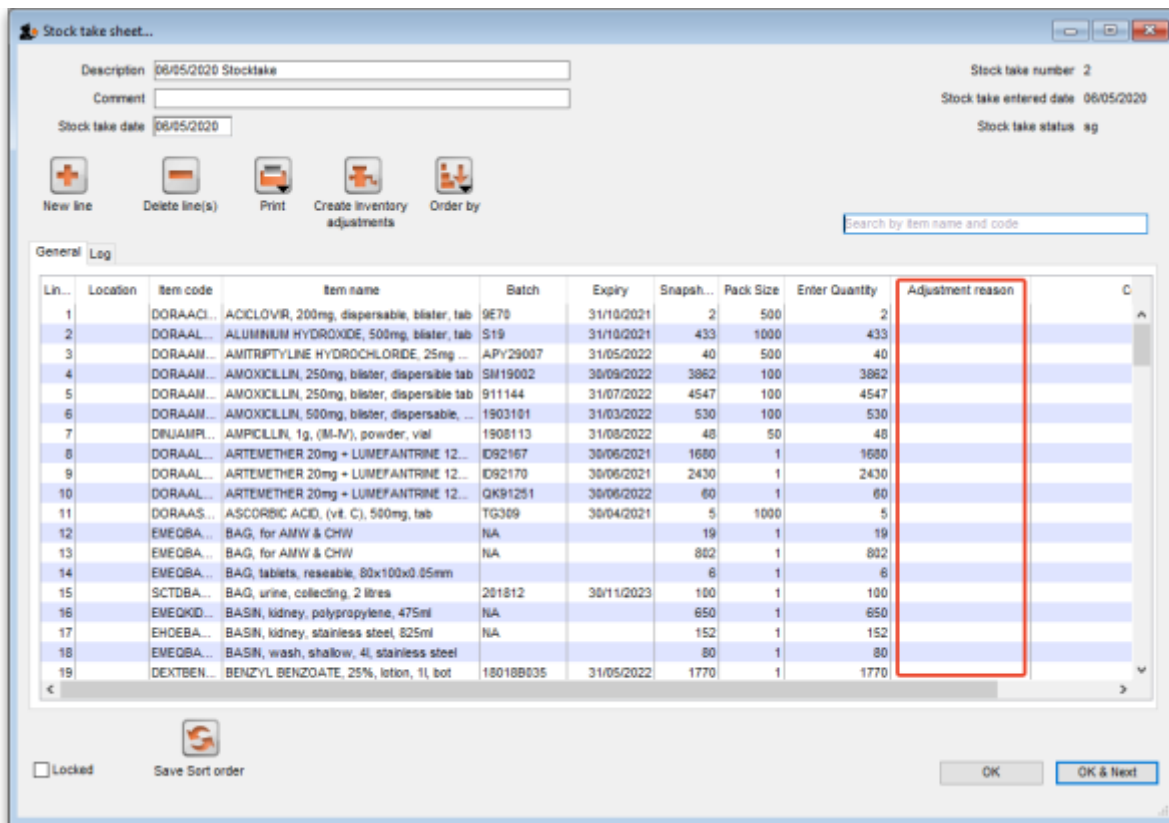 Stock take sheet...
Description 06/05/2020 Stocktake Stock take number 2
Comment Stock take entered date 06/05/2020
Stock take date 06/05/2020 Stock take status sg
New line Delete line(s) Print Create Inventory adjustments Order by
Search by item name and code
General Log
Lin... Location Item code Item name Batch Expiry Snapsh... Pack Size Enter Quantity Adjustment reason C
1 DORAACI... ACICLOVIR, 200mg, dispersable, blister, tab 9E70 31/10/2021 2 500 2
2 DORAAL... ALUMINIUM HYDROXIDE, 500mg, blister, tab S19 31/10/2021 433 1000 433
3 DORAAM... AMITRIPTYLINE HYDROCHLORIDE, 25mg ... APY29007 31/05/2022 40 500 40
4 DORAAM... AMOXICILLIN, 250mg, blister, dispersible tab SM19002 30/09/2022 3862 100 3862
5 DORAAM... AMOXICILLIN, 250mg, blister, dispersible tab 911144 31/07/2022 4547 100 4547
6 DORAAM... AMOXICILLIN, 500mg, blister, dispersable, ... 1903101 31/03/2022 530 100 530
7 DINJAMPI... AMPICILLIN, 1g, (IM-IV), powder, vial 1908113 31/08/2022 48 50 48
8 DORAAL... ARTEMETHER 20mg + LUMEFANTRINE 12... ID92167 30/06/2021 1680 1 1680
9 DORAAL... ARTEMETHER 20mg + LUMEFANTRINE 12... ID92170 30/06/2021 2430 1 2430
10 DORAAL... ARTEMETHER 20mg + LUMEFANTRINE 12... QK91251 30/06/2022 60 1 60
11 DORAAS... ASCORBIC ACID, (vit. C), 500mg, tab TG309 30/04/2021 5 1000 5
12 EMEQBA... BAG, for AMW & CHW NA 19 1 19
13 EMEQBA... BAG, for AMW & CHW NA 802 1 802
14 EMEQBA... BAG, tablets, reseable, 80x100x0.05mm 6 1 6
15 SCTDBA... BAG, urine, collecting, 2 litres 201812 30/11/2023 100 1 100
16 EMEQKID... BASIN, kidney, polypropylene, 475ml NA 650 1 650
17 EHOEBA... BASIN, kidney, stainless steel, 825ml NA 152 1 152
18 EMEQBA... BASIN, wash, shallow, 4l, stainless steel 80 1 80
19 DEXTBEN... BENZYL BENZOATE, 25%, lotion, 1l, bot 18018B035 31/05/2022 1770 1 1770
Locked Save Sort order OK OK & Next